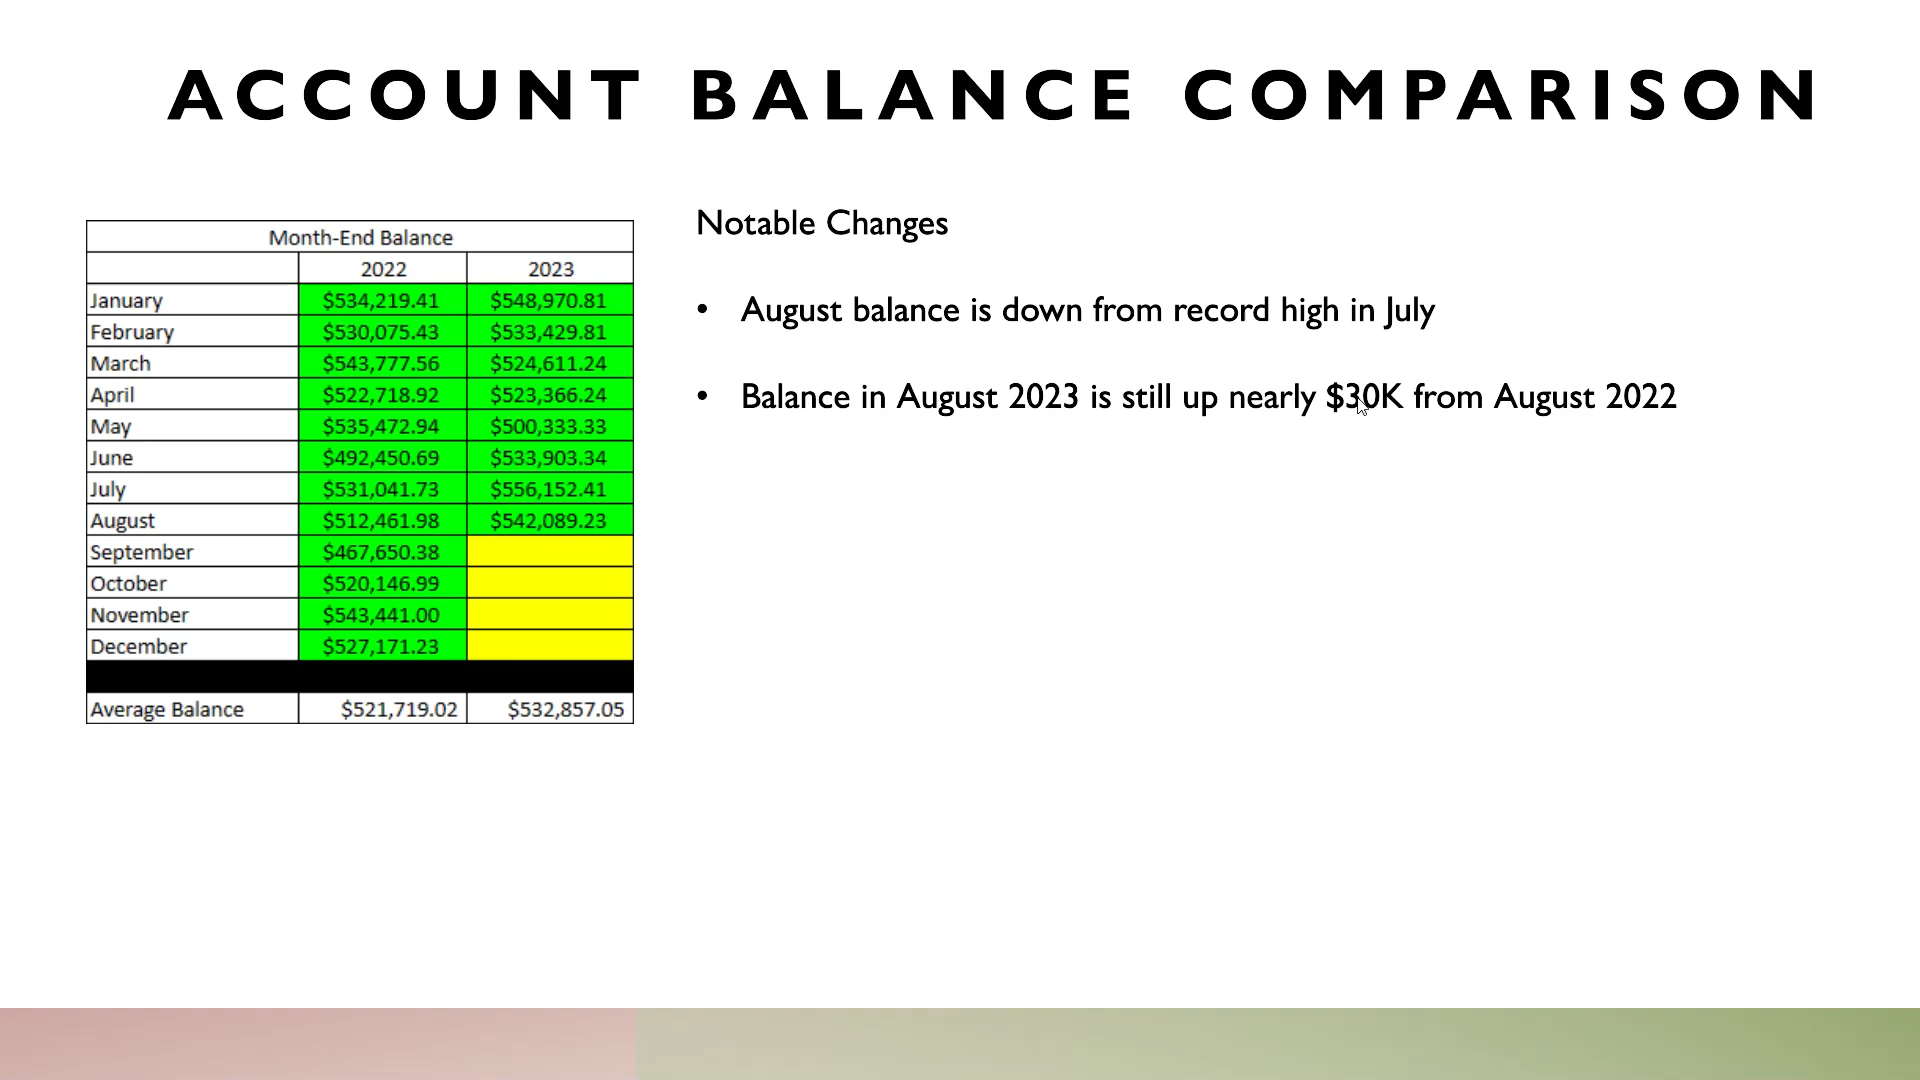 ACCOUNT BALANCE COMPARISON
Month-End Balance
2022 2023
January $534,219.41 $548,970.81
February $530,075.43 $533,429.81
March $543,777.56 $524,611.24
April $522,718.92 $523,366.24
May $535,472.94 $500,333.33
June $492,450.69 $533,903.34
July $531,041.73 $556,152.41
August $512,461.98 $542,089.23
September $467,650.38
October $520,146.99
November $543,441.00
December $527,171.23
Average Balance $521,719.02 $532,857.05
Notable Changes
• August balance is down from record high in July
• Balance in August 2023 is still up nearly $30K from August 2022